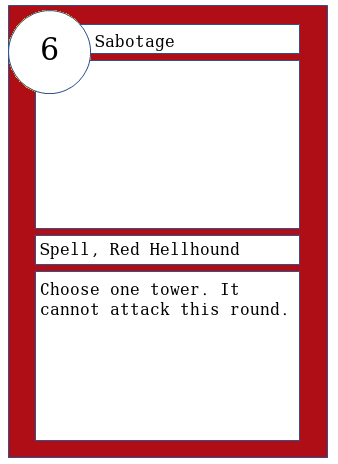 6
Sabotage
Spell, Red Hellhound
Choose one tower. It
cannot attack this round.